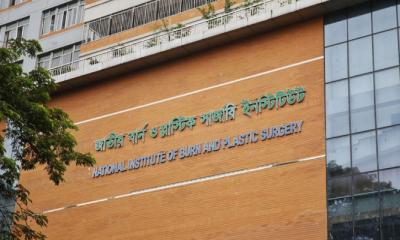 জাতীয় বার্ন ও প্লাস্টিক সার্জারি ইনস্টিটিউট
NATIONAL INSTITUTE OF BURN AND PLASTIC SURGERY